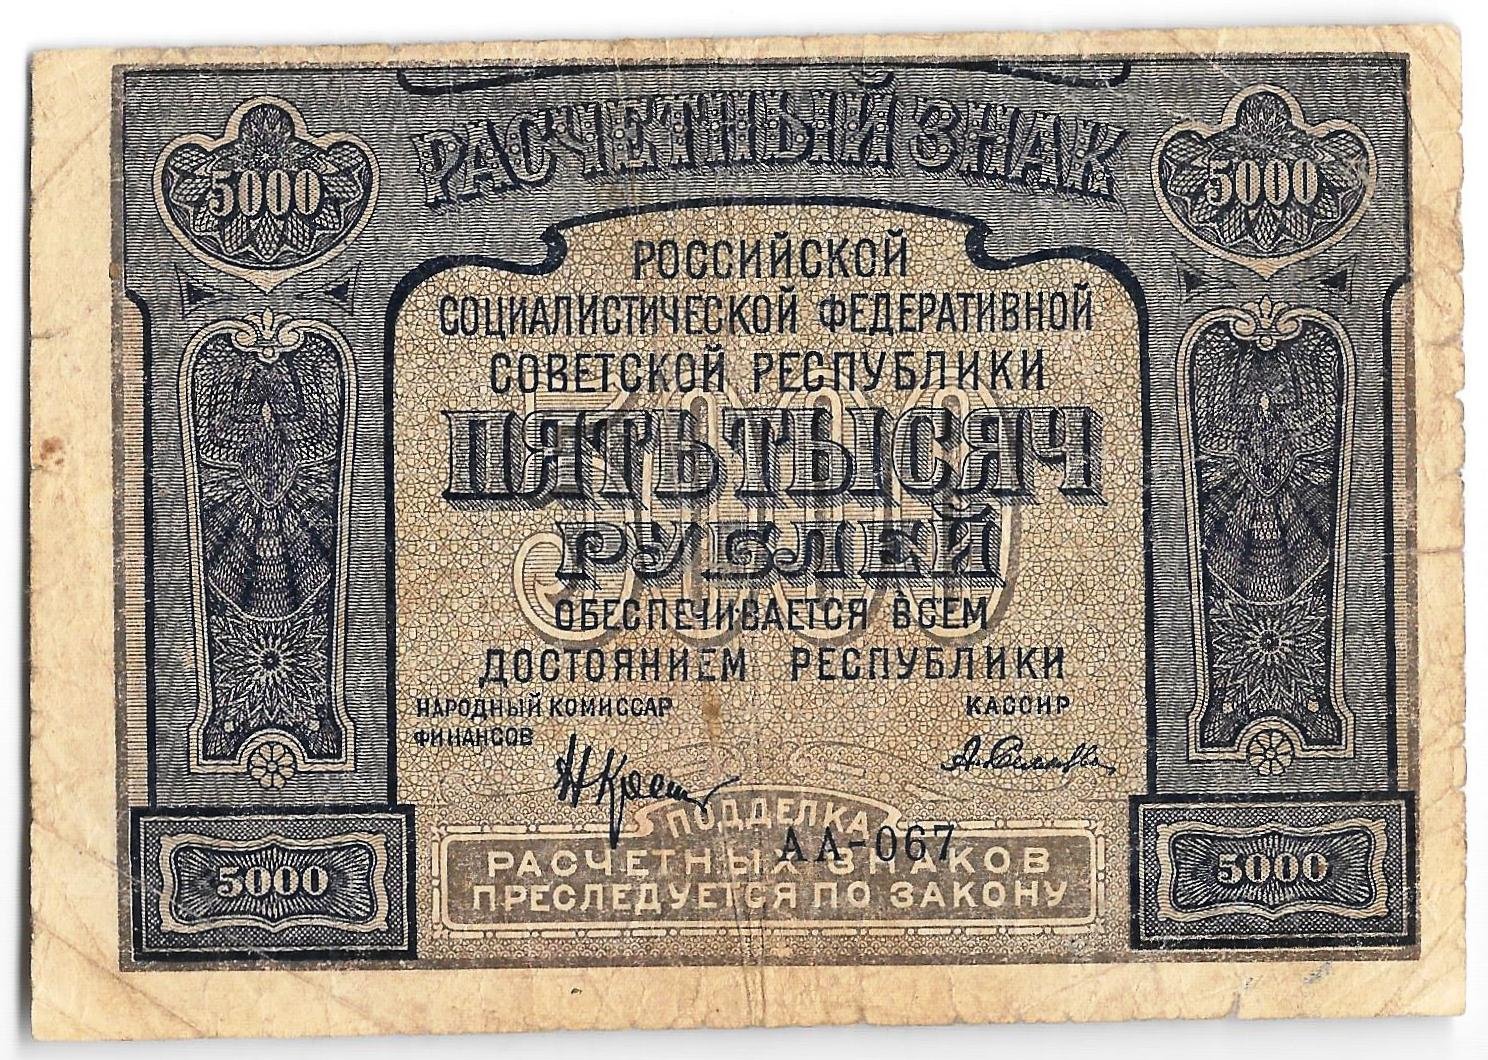 РАСЧЕТНЫЙ ЗНАК
5000
5000
РОССИЙСКОЙ
СОЦИАЛИСТИЧЕСКОЙ ФЕДЕРАТИВНОЙ
СОВЕТСКОЙ РЕСПУБЛИКИ
5000
ПЯТЬ ТЫСЯЧ
РУБЛЕЙ
ОБЕСПЕЧИВАЕТСЯ ВСЕМ
ДОСТОЯНИЕМ РЕСПУБЛИКИ
НАРОДНЫЙ КОМИССАР
ФИНАНСОВ
КАССИР
ПОДДЕЛКА
АА-067
РАСЧЕТНЫХ ЗНАКОВ
ПРЕСЛЕДУЕТСЯ ПО ЗАКОНУ
5000
5000